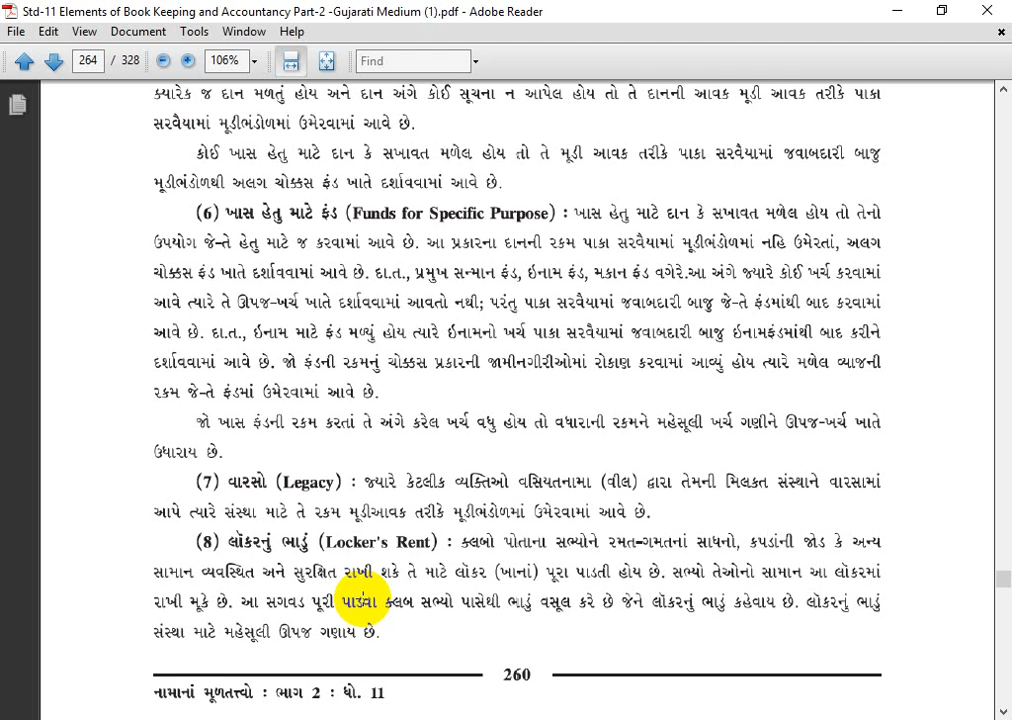 Std-11 Elements of Book Keeping and Accountancy Part-2 -Gujarati Medium (1).pdf - Adobe Reader
File Edit View Document Tools Window Help
264 / 328 106% Find
ક્યારેક જ દાન મળતું હોય અને દાન અંગે કોઈ સૂચના ન આપેલ હોય તો તે દાનની આવક મૂડી આવક તરીકે પાકા
સરવૈયામાં મૂડીભંડોળમાં ઉમેરવામાં આવે છે.
કોઈ ખાસ હેતુ માટે દાન કે સખાવત મળેલ હોય તો તે મૂડી આવક તરીકે પાકા સરવૈયામાં જવાબદારી બાજુ
મૂડીભંડોળથી અલગ ચોક્કસ ફંડ ખાતે દર્શાવવામાં આવે છે.
(6) ખાસ હેતુ માટે ફંડ (Funds for Specific Purpose) : ખાસ હેતુ માટે દાન કે સખાવત મળેલ હોય તો તેનો
ઉપયોગ જે-તે હેતુ માટે જ કરવામાં આવે છે. આ પ્રકારના દાનની રકમ પાકા સરવૈયામાં મૂડીભંડોળમાં નહિ ઉમેરતાં, અલગ
ચોક્કસ ફંડ ખાતે દર્શાવવામાં આવે છે. દા.ત., પ્રમુખ સન્માન ફંડ, ઇનામ ફંડ, મકાન ફંડ વગેરે.આ અંગે જ્યારે કોઈ ખર્ચ કરવામાં
આવે ત્યારે તે ઊપજ-ખર્ચ ખાતે દર્શાવવામાં આવતો નથી; પરંતુ પાકા સરવૈયામાં જવાબદારી બાજુ જે-તે ફંડમાંથી બાદ કરવામાં
આવે છે. દા.ત., ઇનામ માટે ફંડ મળ્યું હોય ત્યારે ઇનામનો ખર્ચ પાકા સરવૈયામાં જવાબદારી બાજુ ઇનામફંડમાંથી બાદ કરીને
દર્શાવવામાં આવે છે. જો ફંડની રકમનું ચોક્કસ પ્રકારની જામીનગીરીઓમાં રોકાણ કરવામાં આવ્યું હોય ત્યારે મળેલ વ્યાજની
રકમ જે-તે ફંડમાં ઉમેરવામાં આવે છે.
જો ખાસ ફંડની રકમ કરતાં તે અંગે કરેલ ખર્ચ વધુ હોય તો વધારાની રકમને મહેસૂલી ખર્ચ ગણીને ઊપજ-ખર્ચ ખાતે
ઉધારાય છે.
(7) વારસો (Legacy) : જ્યારે કેટલીક વ્યક્તિઓ વસિયતનામા (વીલ) દ્વારા તેમની મિલકત સંસ્થાને વારસામાં
આપે ત્યારે સંસ્થા માટે તે રકમ મૂડીઆવક તરીકે મૂડીભંડોળમાં ઉમેરવામાં આવે છે.
(8) લૉકરનું ભાડું (Locker's Rent) : ક્લબો પોતાના સભ્યોને રમત-ગમતનાં સાધનો, કપડાંની જોડ કે અન્ય
સામાન વ્યવસ્થિત અને સુરક્ષિત રાખી શકે તે માટે લૉકર (ખાનાં) પૂરા પાડતી હોય છે. સભ્યો તેઓનો સામાન આ લૉકરમાં
રાખી મૂકે છે. આ સગવડ પૂરી પાડવા ક્લબ સભ્યો પાસેથી ભાડું વસૂલ કરે છે જેને લૉકરનું ભાડું કહેવાય છે. લૉકરનું ભાડું
સંસ્થા માટે મહેસૂલી ઊપજ ગણાય છે.
260
નામાનાં મૂળતત્ત્વો : ભાગ 2 : ધો. 11